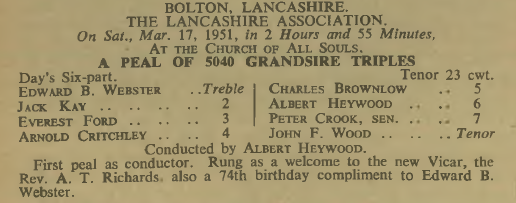 BOLTON, LANCASHIRE.
THE LANCASHIRE ASSOCIATION.
On Sat., Mar. 17, 1951, in 2 Hours and 55 Minutes,
AT THE CHURCH OF ALL SOULS.
A PEAL OF 5040 GRANDSIRE TRIPLES
Day's Six-part. Tenor 23 cwt.
EDWARD B. WEBSTER ..Treble
JACK KAY .. .. .. .. 2
EVEREST FORD .. .. 3
ARNOLD CRITCHLEY .. 4
CHARLES BROWNLOW .. 5
ALBERT HEYWOOD .. .. 6
PETER CROOK, SEN. .. 7
JOHN F. WOOD .. .. ..Tenor
Conducted by ALBERT HEYWOOD.
First peal as conductor. Rung as a welcome to the new Vicar, the
Rev. A. T. Richards, also a 74th birthday compliment to Edward B.
Webster.